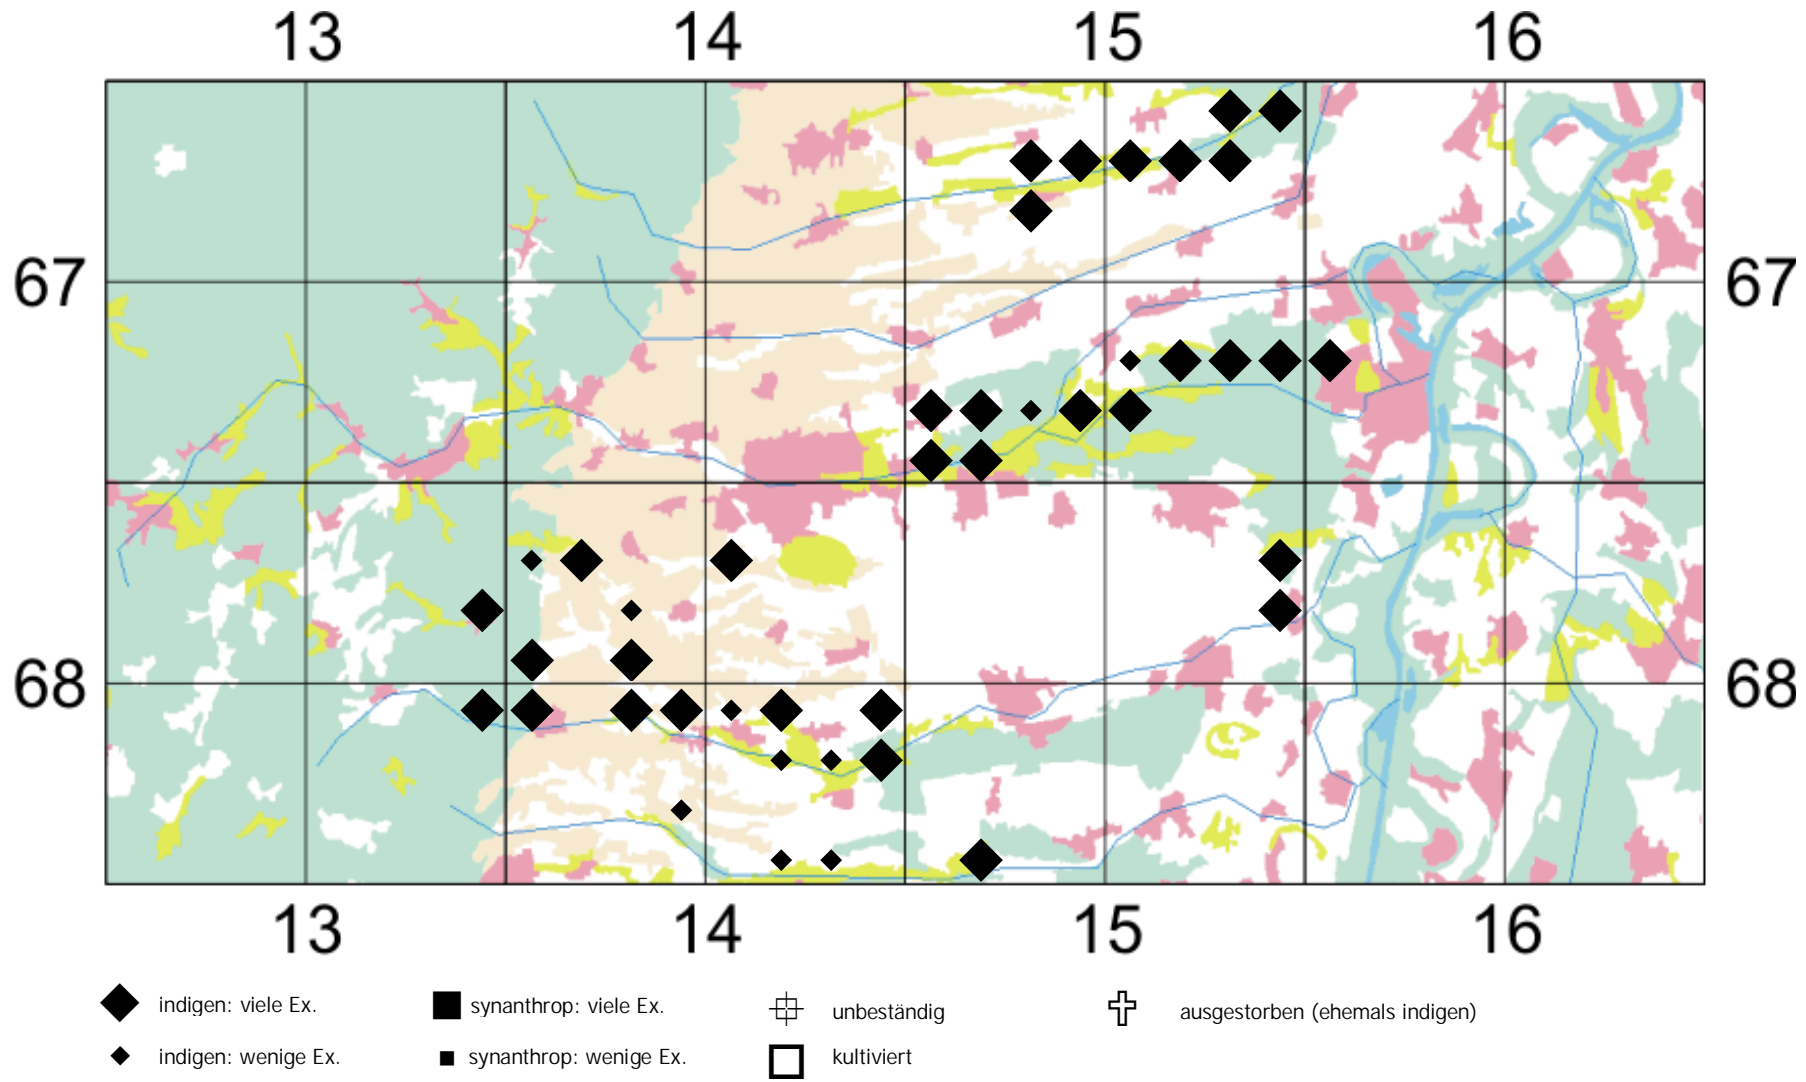 13 14 15 16
67 67
68 68
13 14 15 16
indigen: viele Ex. synanthrop: viele Ex. unbeständig ausgestorben (ehemals indigen)
indigen: wenige Ex. synanthrop: wenige Ex. kultiviert